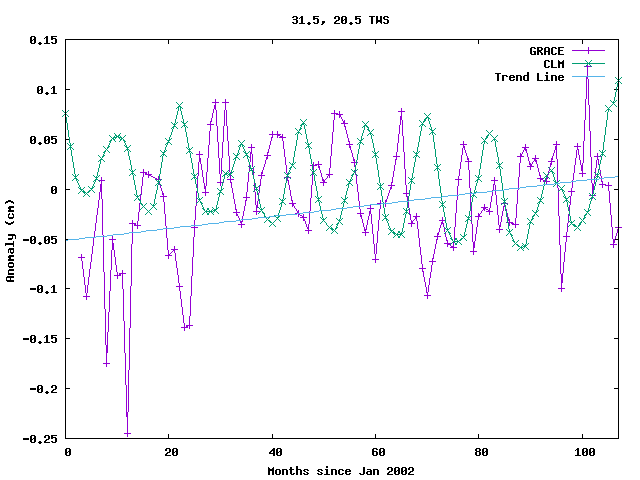 31.5, 20.5 TWS
GRACE
CLM
Trend Line
0.15
0.1
0.05
0
-0.05
-0.1
-0.15
-0.2
-0.25
Anomaly (cm)
0 20 40 60 80 100
Months since Jan 2002